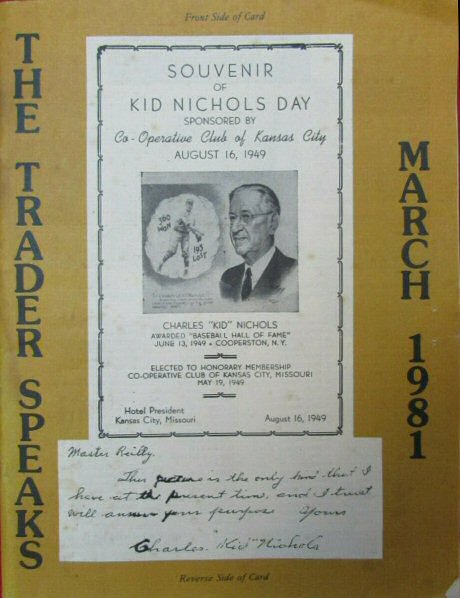 Front Side of Card
THE TRADER SPEAKS
SOUVENIR
OF
KID NICHOLS DAY
SPONSORED BY
Co-Operative Club of Kansas City
AUGUST 16, 1949
MARCH 1981
300
WON
LOST
CHARLES "KID" NICHOLS
AWARDED "BASEBALL HALL OF FAME"
JUNE 13, 1949 • COOPERSTON, N.Y.
ELECTED TO HONORARY MEMBERSHIP
CO-OPERATIVE CLUB OF KANSAS CITY, MISSOURI
MAY 19, 1949
Hotel President
Kansas City, Missouri
August 16, 1949
Master Reilly.
This picture is the only kind that I
have at the present time, and I trust
will answer your purpose Yours
Charles "Kid" Nichols
Reverse Side of Card